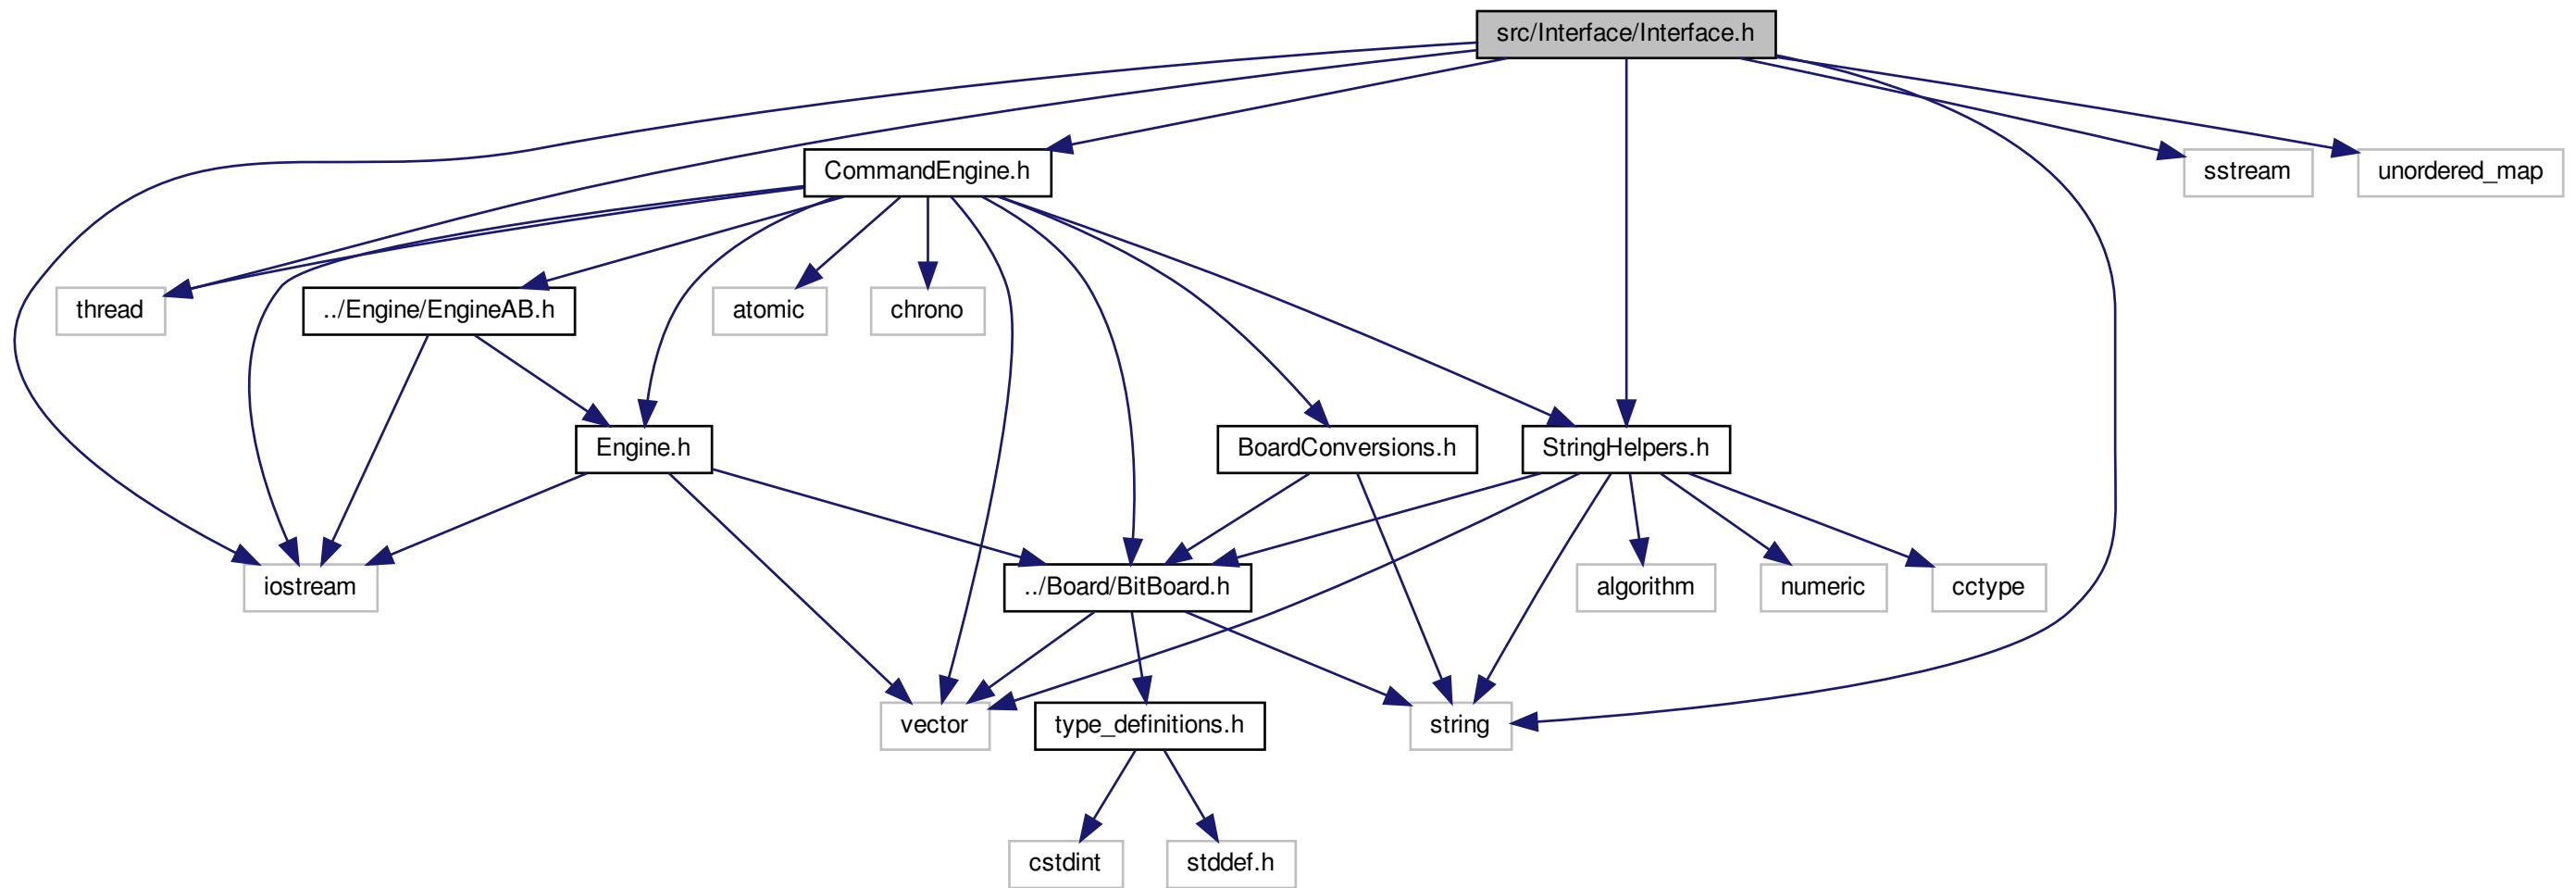 src/Interface/Interface.h
CommandEngine.h
sstream
unordered_map
thread
../Engine/EngineAB.h
atomic
chrono
Engine.h
BoardConversions.h
StringHelpers.h
iostream
../Board/BitBoard.h
algorithm
numeric
cctype
vector
type_definitions.h
string
cstdint
stddef.h